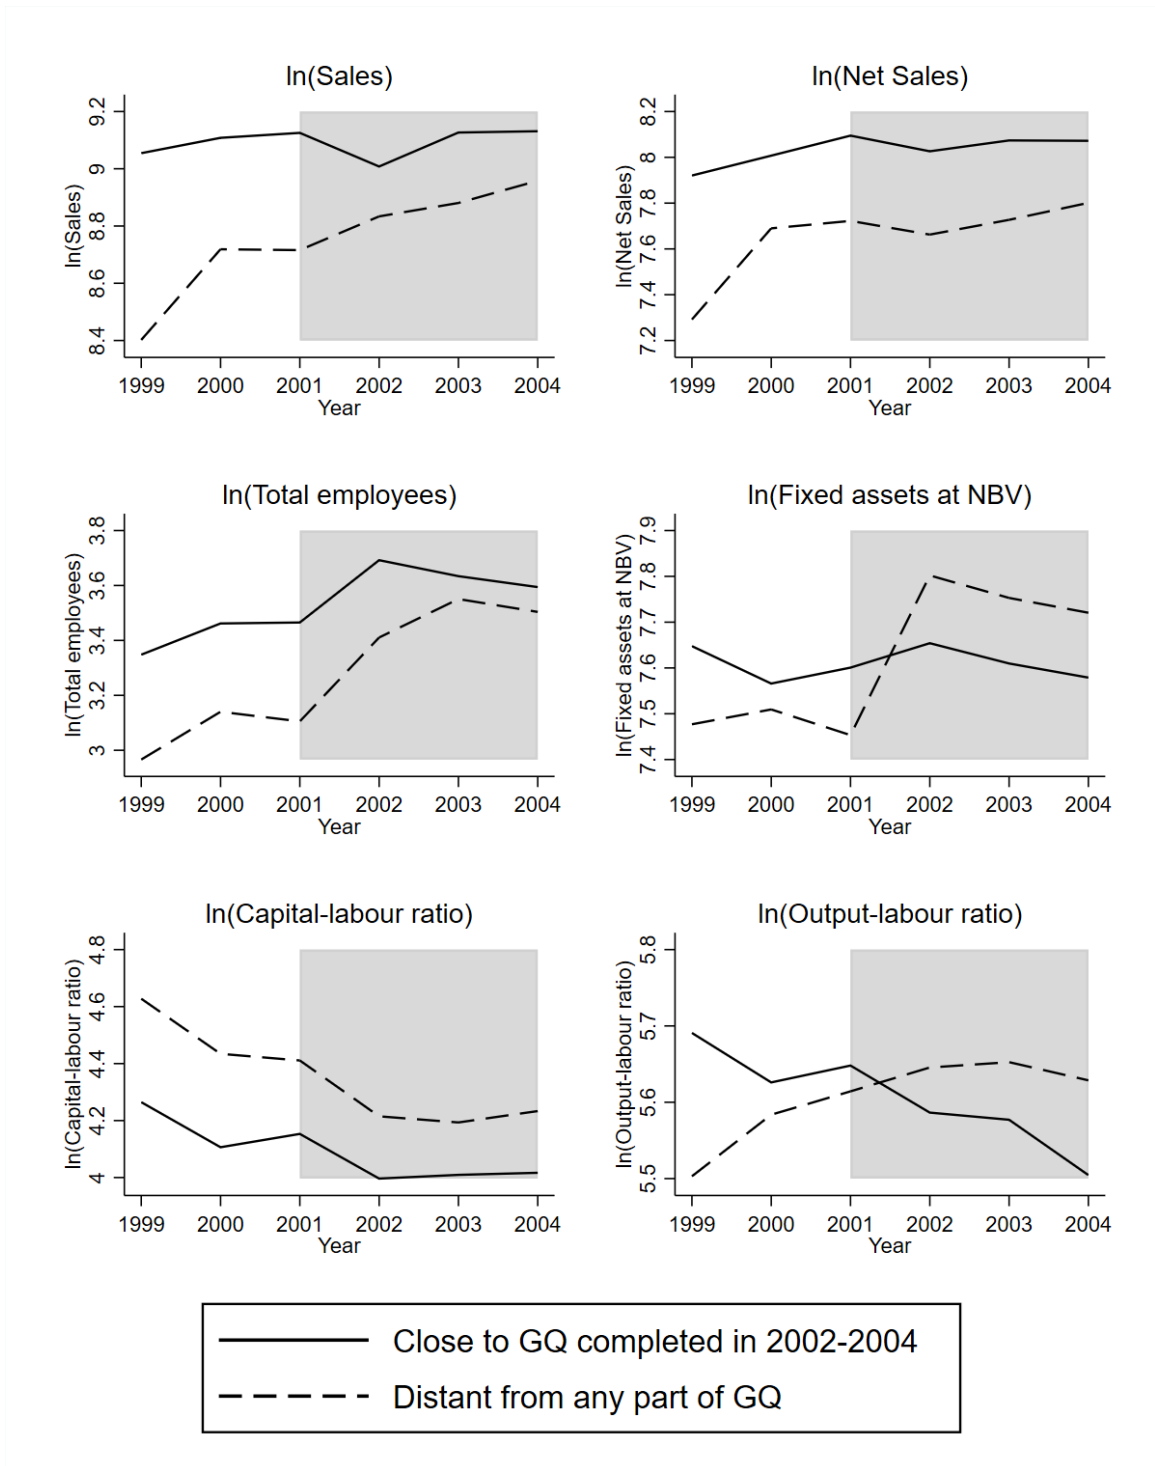 ln(Sales)
ln(Sales)
9.2
9
8.8
8.6
8.4
1999 2000 2001 2002 2003 2004
Year
ln(Net Sales)
ln(Net Sales)
8.2
8
7.8
7.6
7.4
7.2
1999 2000 2001 2002 2003 2004
Year
ln(Total employees)
ln(Total employees)
3.8
3.6
3.4
3.2
3
1999 2000 2001 2002 2003 2004
Year
ln(Fixed assets at NBV)
ln(Fixed assets at NBV)
7.9
7.8
7.7
7.6
7.5
7.4
1999 2000 2001 2002 2003 2004
Year
ln(Capital-labour ratio)
ln(Capital-labour ratio)
4.8
4.6
4.4
4.2
4
1999 2000 2001 2002 2003 2004
Year
ln(Output-labour ratio)
ln(Output-labour ratio)
5.8
5.7
5.6
5.5
1999 2000 2001 2002 2003 2004
Year
Close to GQ completed in 2002-2004
Distant from any part of GQ